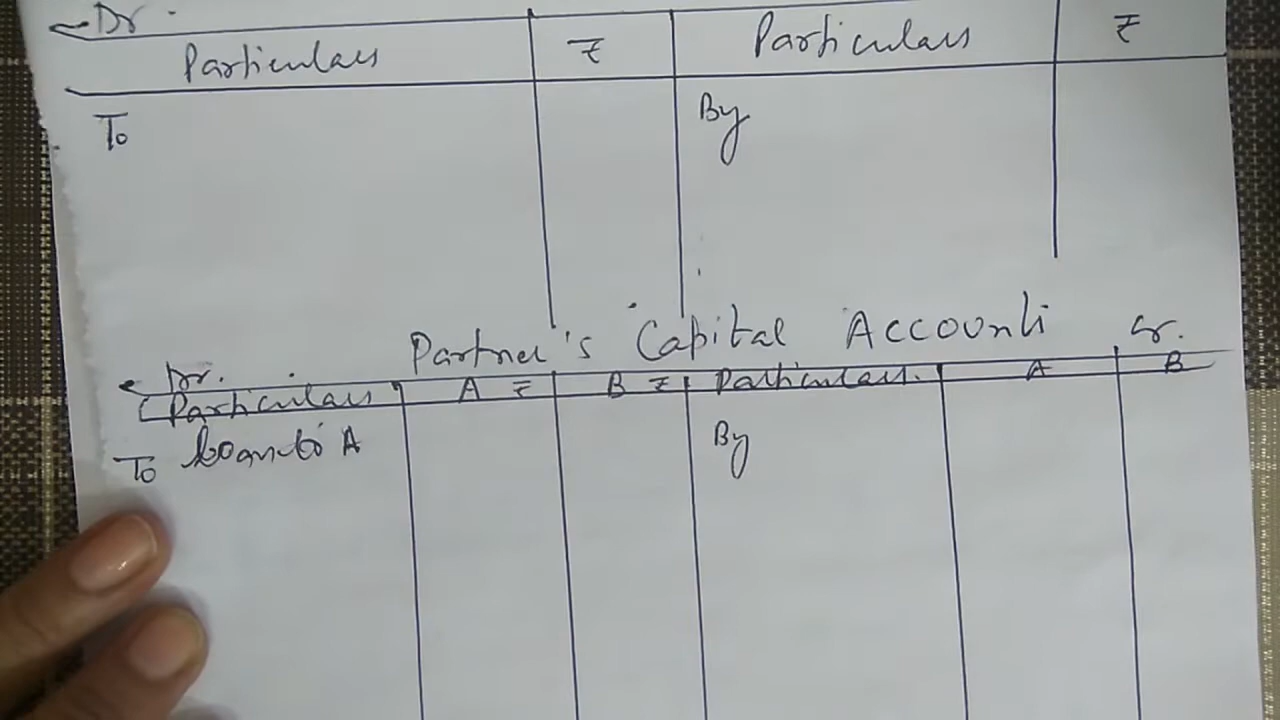 Dr.
Particulars ₹ Particulars ₹
To By
Partner's Capital Account
Dr. Cr.
Particulars A ₹ B ₹ Particulars. A B
To loan to A By